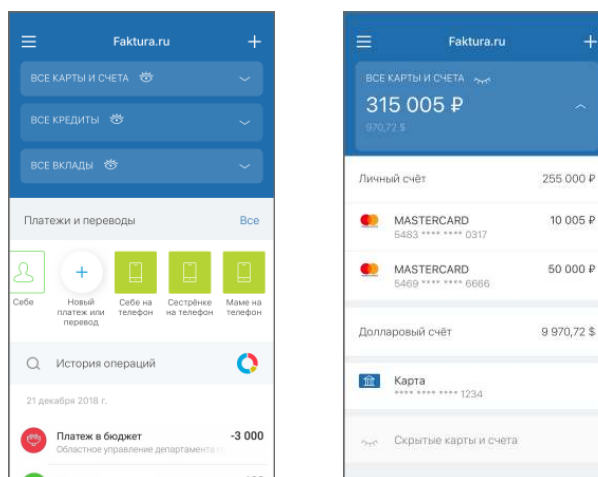 Faktura.ru
ВСЕ КАРТЫ И СЧЕТА
ВСЕ КРЕДИТЫ
ВСЕ ВКЛАДЫ
Платежи и переводы
Все
Себе
Новый
платеж или
перевод
Себе на
телефон
Сестрёнке
на телефон
Маме на
телефон
История операций
21 декабря 2018 г.
Платеж в бюджет
-3 000
Областное управление департамента
Faktura.ru
ВСЕ КАРТЫ И СЧЕТА
315 005 ₽
970,72 $
Личный счёт
255 000 ₽
MASTERCARD
10 005 ₽
5483 **** **** 0317
MASTERCARD
50 000 ₽
5469 **** **** 6666
Долларовый счёт
9 970,72 $
Карта
**** **** **** 1234
Скрытые карты и счета